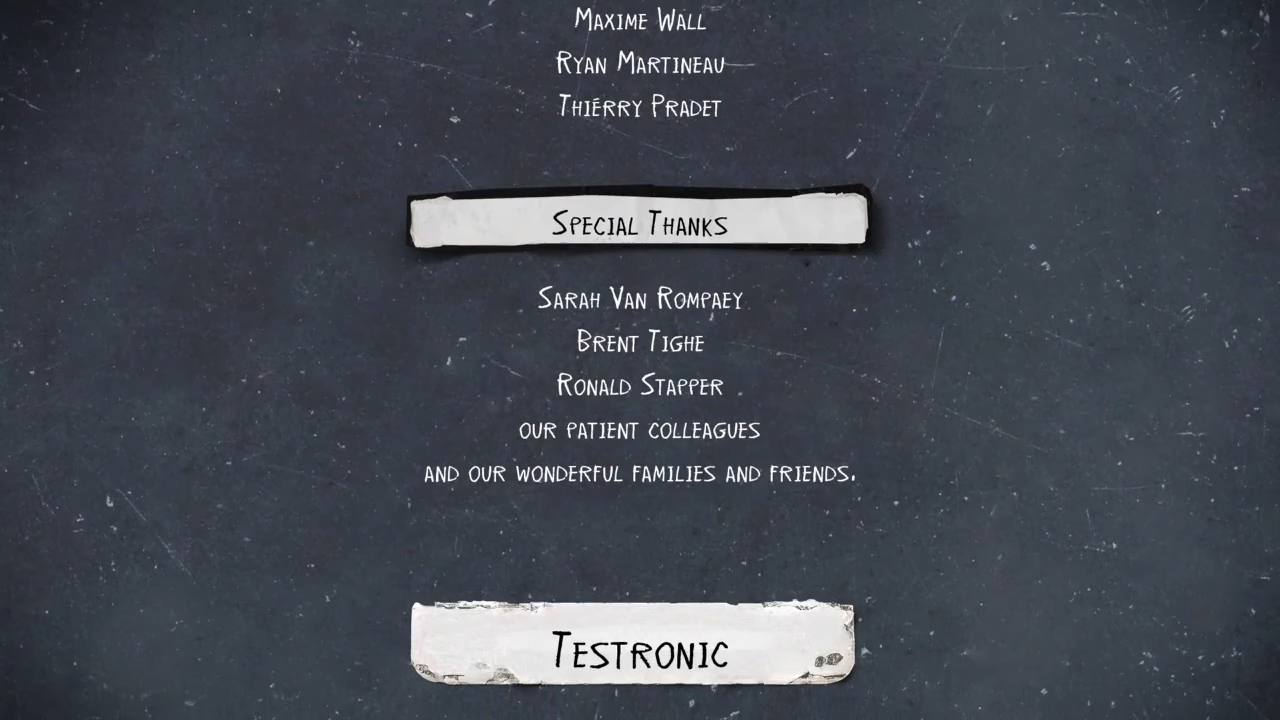 Maxime Wall
Ryan Martineau
Thiérry Pradet
Special Thanks
Sarah Van Rompaey
Brent Tighe
Ronald Stapper
our patient colleagues
and our wonderful families and friends.
Testronic